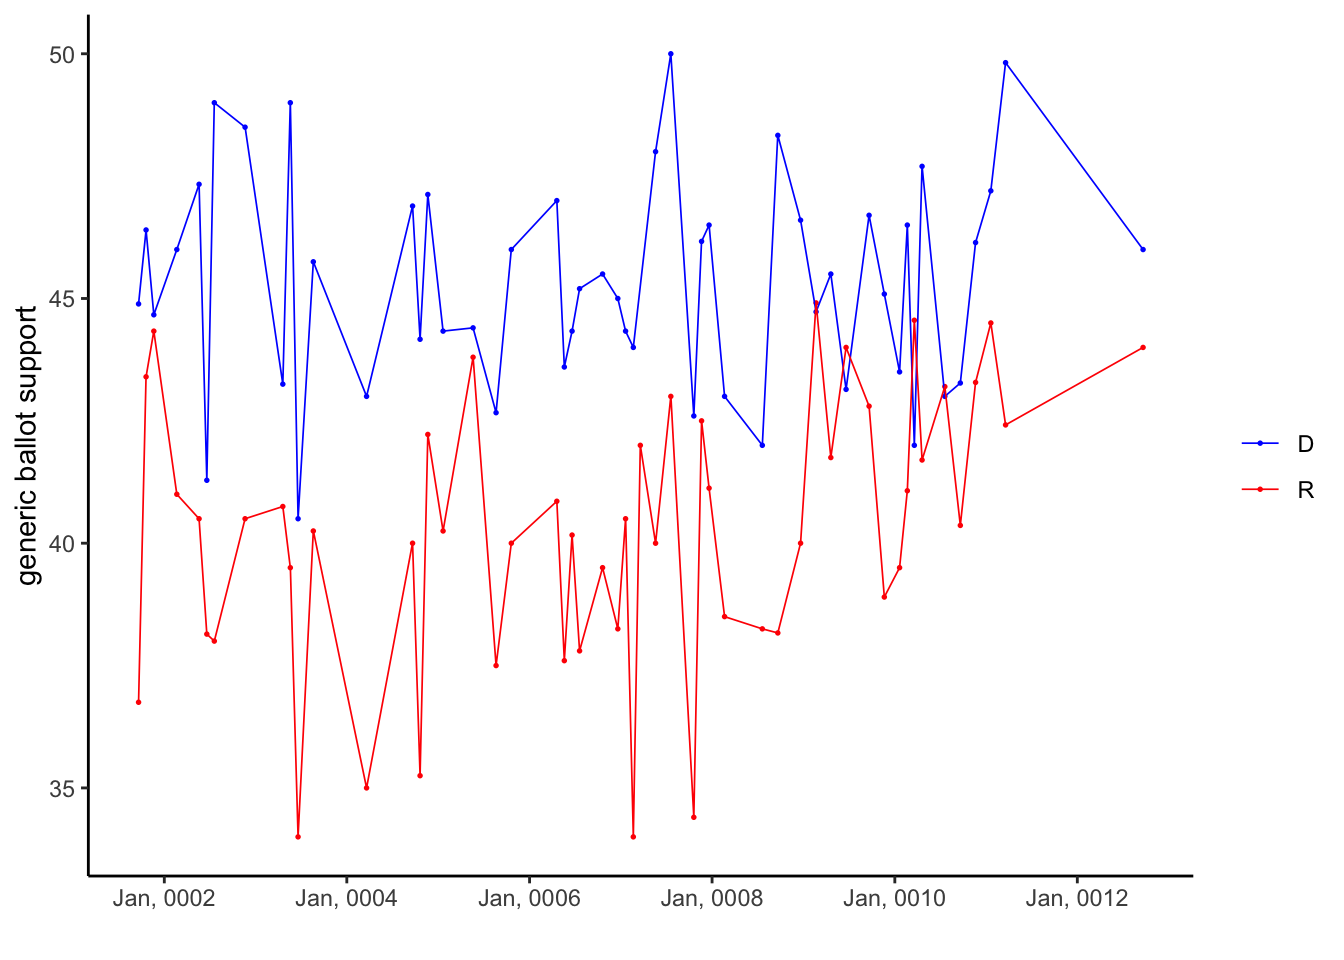 50
45
40
35
generic ballot support
Jan, 0002
Jan, 0004
Jan, 0006
Jan, 0008
Jan, 0010
Jan, 0012
D
R